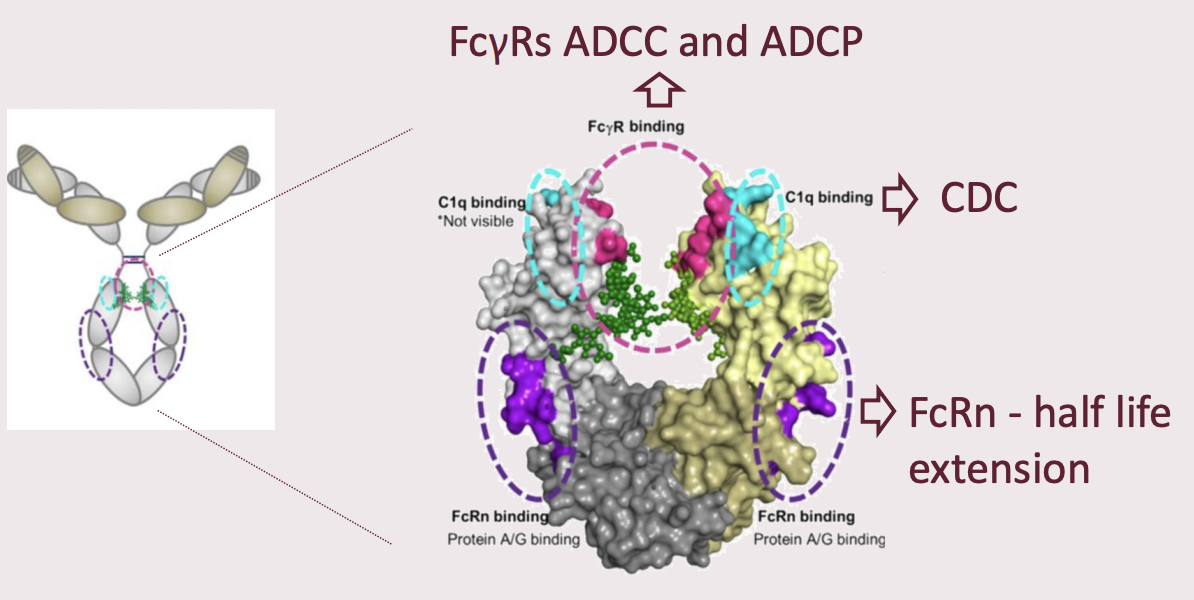 FcγRs ADCC and ADCP
FcγR binding
C1q binding
*Not visible
C1q binding
CDC
FcRn - half life
extension
FcRn binding
Protein A/G binding
FcRn binding
Protein A/G binding